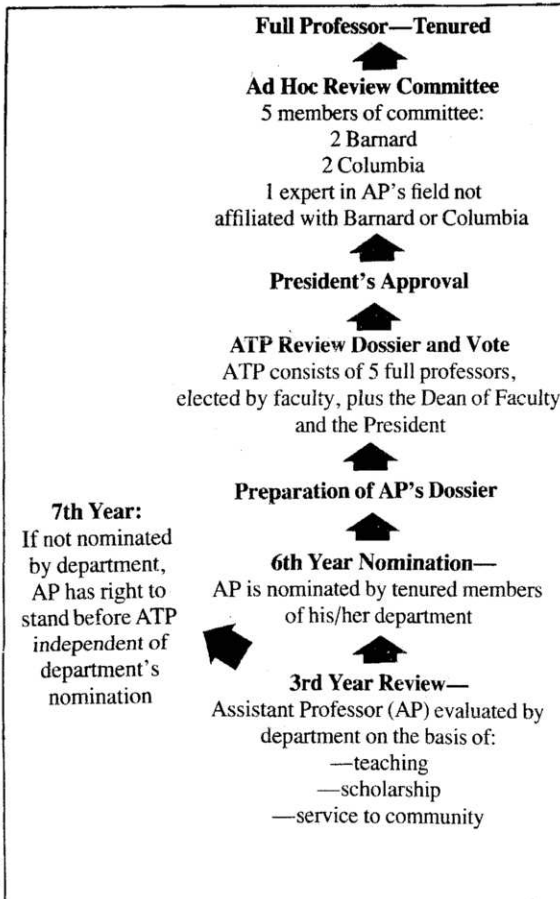 Full Professor—Tenured
Ad Hoc Review Committee
5 members of committee:
2 Barnard
2 Columbia
1 expert in AP's field not
affiliated with Barnard or Columbia
President's Approval
ATP Review Dossier and Vote
ATP consists of 5 full professors,
elected by faculty, plus the Dean of Faculty
and the President
Preparation of AP's Dossier
6th Year Nomination—
AP is nominated by tenured members
of his/her department
7th Year:
If not nominated
by department,
AP has right to
stand before ATP
independent of
department's
nomination
3rd Year Review—
Assistant Professor (AP) evaluated by
department on the basis of:
—teaching
—scholarship
—service to community